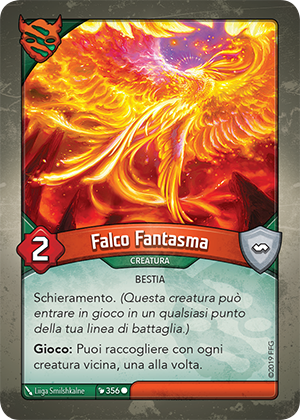 Falco Fantasma
CREATURA
2
BESTIA
Schieramento. (Questa creatura può
entrare in gioco in un qualsiasi punto
della tua linea di battaglia.)
Gioco: Puoi raccogliere con ogni
creatura vicina, una alla volta.
©2019 FFG
Liiga Smilshkalne
356